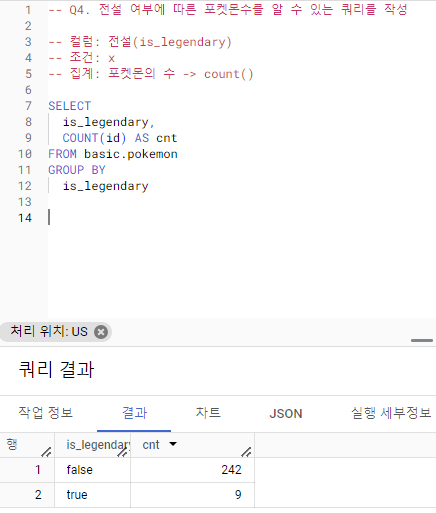 1 -- Q4. 전설 여부에 따른 포켓몬수를 알 수 있는 쿼리를 작성
2
3 -- 컬럼: 전설(is_legendary)
4 -- 조건: x
5 -- 집계: 포켓몬의 수 -> count()
6
7 SELECT
8 is_legendary,
9 COUNT(id) AS cnt
10 FROM basic.pokemon
11 GROUP BY
12 is_legendary
13
14
처리 위치: US
쿼리 결과
작업 정보 결과 차트 JSON 실행 세부정보
행 is_legendary cnt
1 false 242
2 true 9